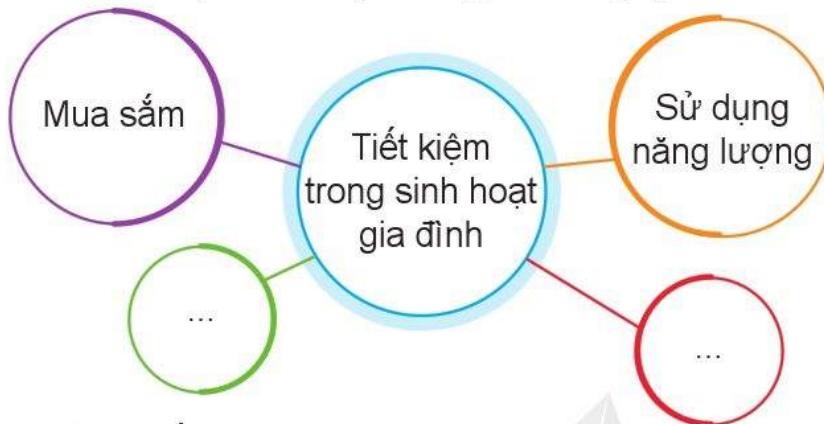 Mua sắm
Tiết kiệm
trong sinh hoạt
gia đình
Sử dụng
năng lượng
...
...